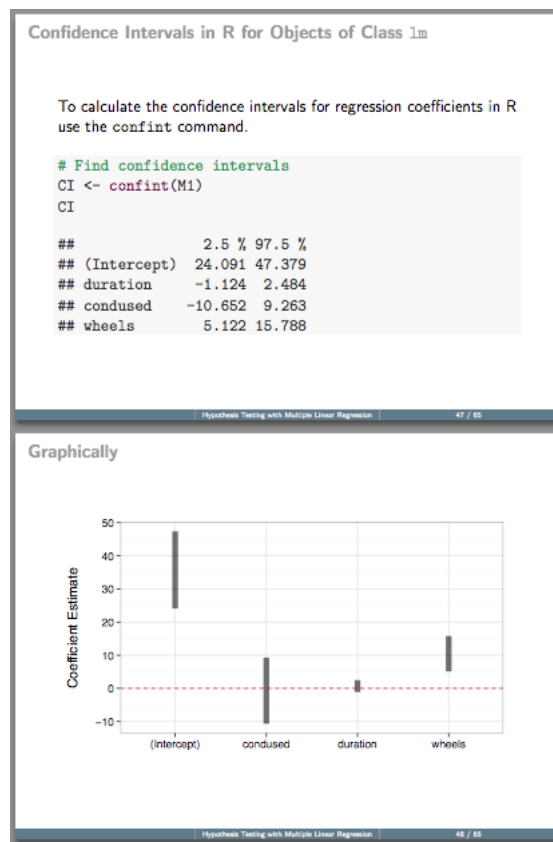 Confidence Intervals in R for Objects of Class lm
To calculate the confidence intervals for regression coefficients in R
use the confint command.
# Find confidence intervals
CI <- confint(M1)
CI
## 2.5 % 97.5 %
## (Intercept) 24.091 47.379
## duration -1.124 2.484
## condused -10.652 9.263
## wheels 5.122 15.788
Hypothesis Testing with Multiple Linear Regression 47 / 65
Graphically
Coefficient Estimate
50
40
30
20
10
0
−10
(Intercept) condused duration wheels
Hypothesis Testing with Multiple Linear Regression 48 / 65